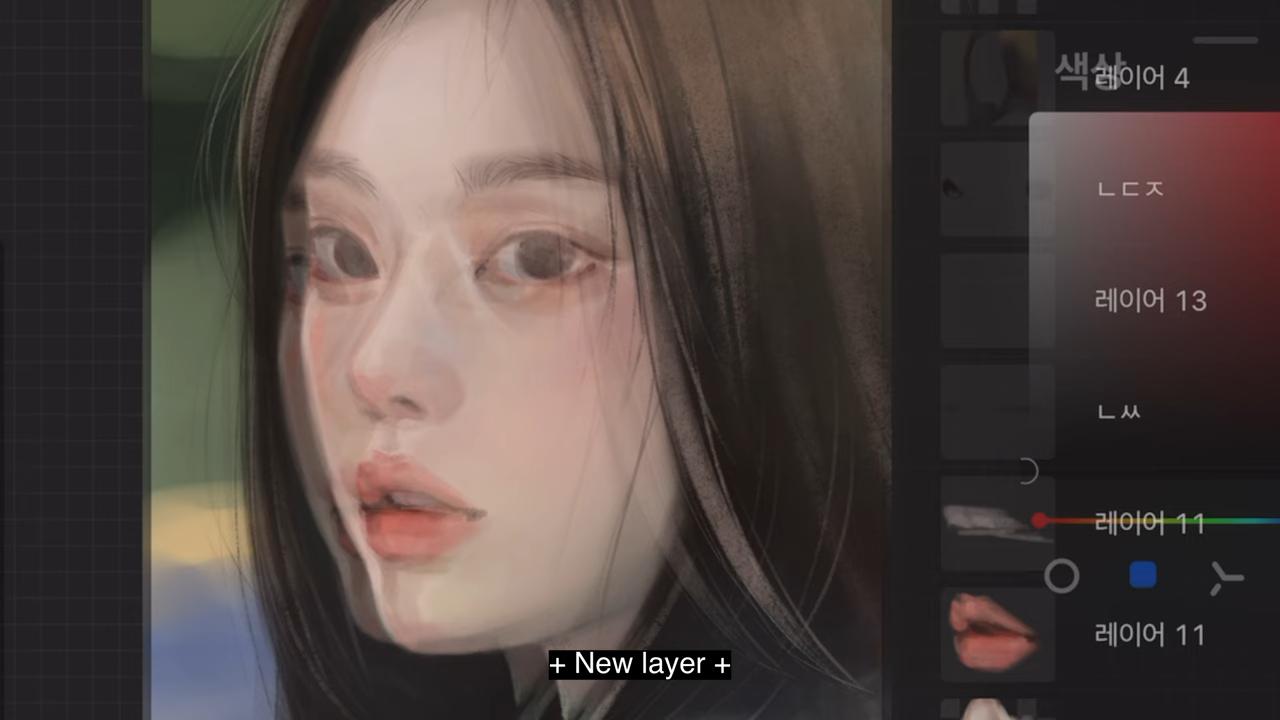 색상
레이어 4
ㄴㄷㅈ
레이어 13
ㄴㅆ
레이어 11
레이어 11
+ New layer +